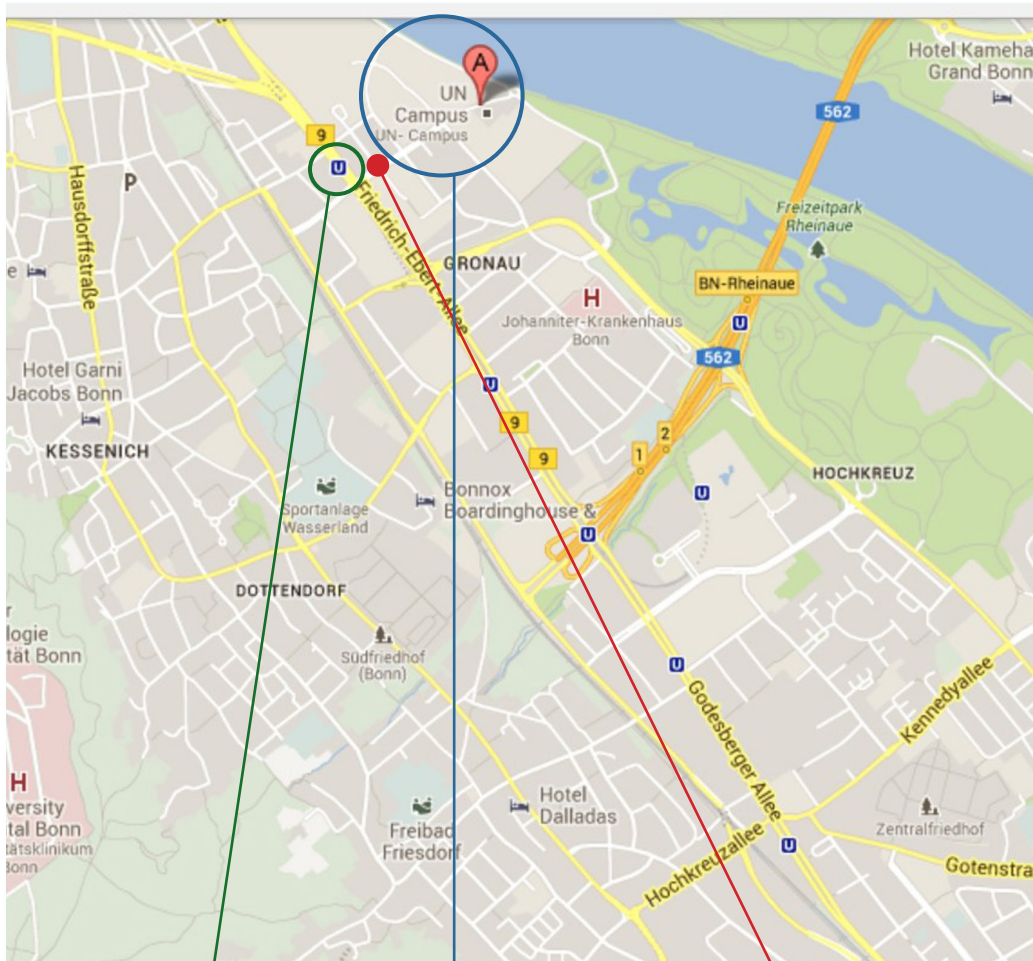 A
UN
Campus
UN- Campus
Hotel Kameha
Grand Bonn
562
9
U
P
Hausdorffstraße
Friedrich-Ebert-Allee
Freizeitpark
Rheinaue
e
GRONAU
BN-Rheinaue
H
Johanniter-Krankenhaus
Bonn
U
562
Hotel Garni
Jacobs Bonn
U
9
2
1
9
KESSENICH
HOCHKREUZ
Sportanlage
Wasserland
Bonnox
Boardinghouse &
U
U
DOTTENDORF
r
logie
tät Bonn
Südfriedhof
(Bonn)
U
Godesberger Allee
Kennedyallee
H
versity
tal Bonn
tätsklinikum
Bonn
Freibad
Friesdorf
Hotel
Dalladas
Zentralfriedhof
U
Hochkreuzallee
Gotenstra